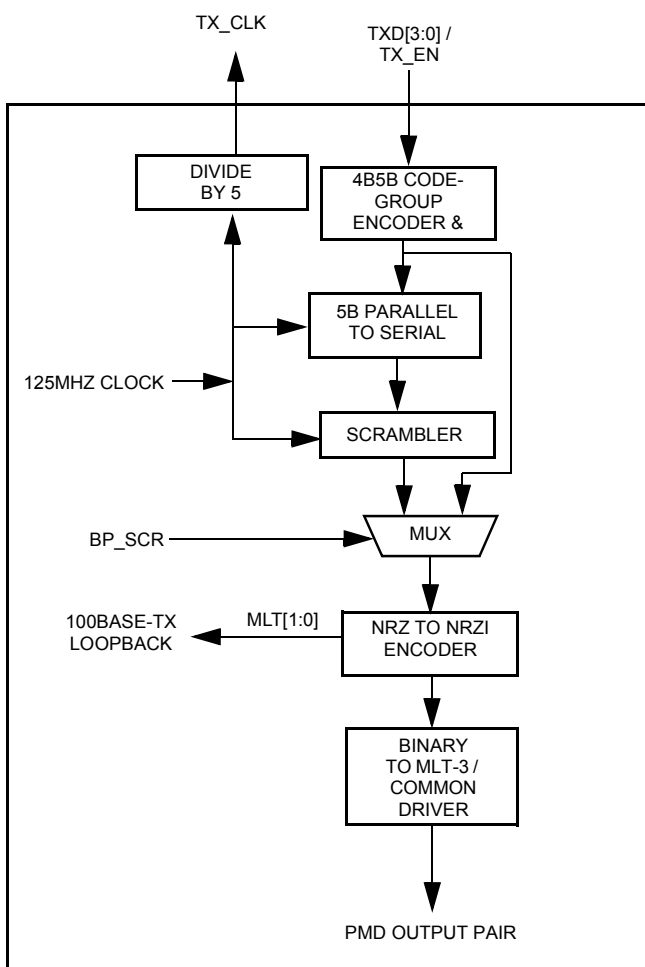 TX_CLK
TXD[3:0] /
TX_EN
DIVIDE
BY 5
4B5B CODE-
GROUP
ENCODER &
5B PARALLEL
TO SERIAL
125MHZ CLOCK
SCRAMBLER
BP_SCR
MUX
100BASE-TX
LOOPBACK
MLT[1:0]
NRZ TO NRZI
ENCODER
BINARY
TO MLT-3 /
COMMON
DRIVER
PMD OUTPUT PAIR